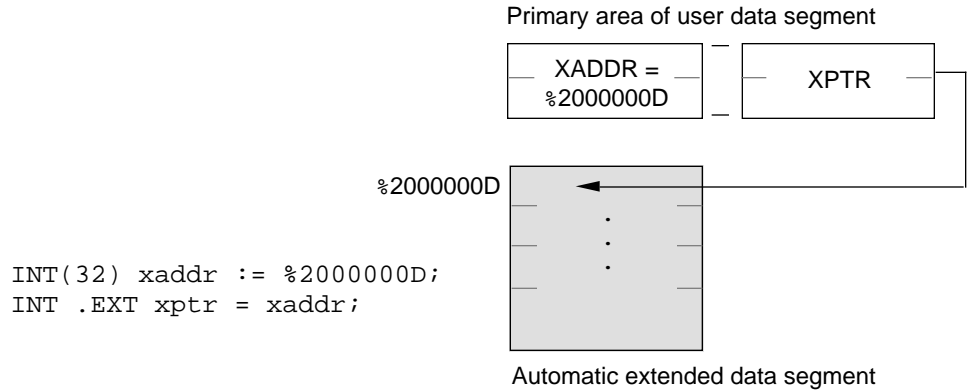 Primary area of user data segment
XADDR =
%2000000D
XPTR
%2000000D
INT(32) xaddr := %2000000D;
INT .EXT xptr = xaddr;
Automatic extended data segment